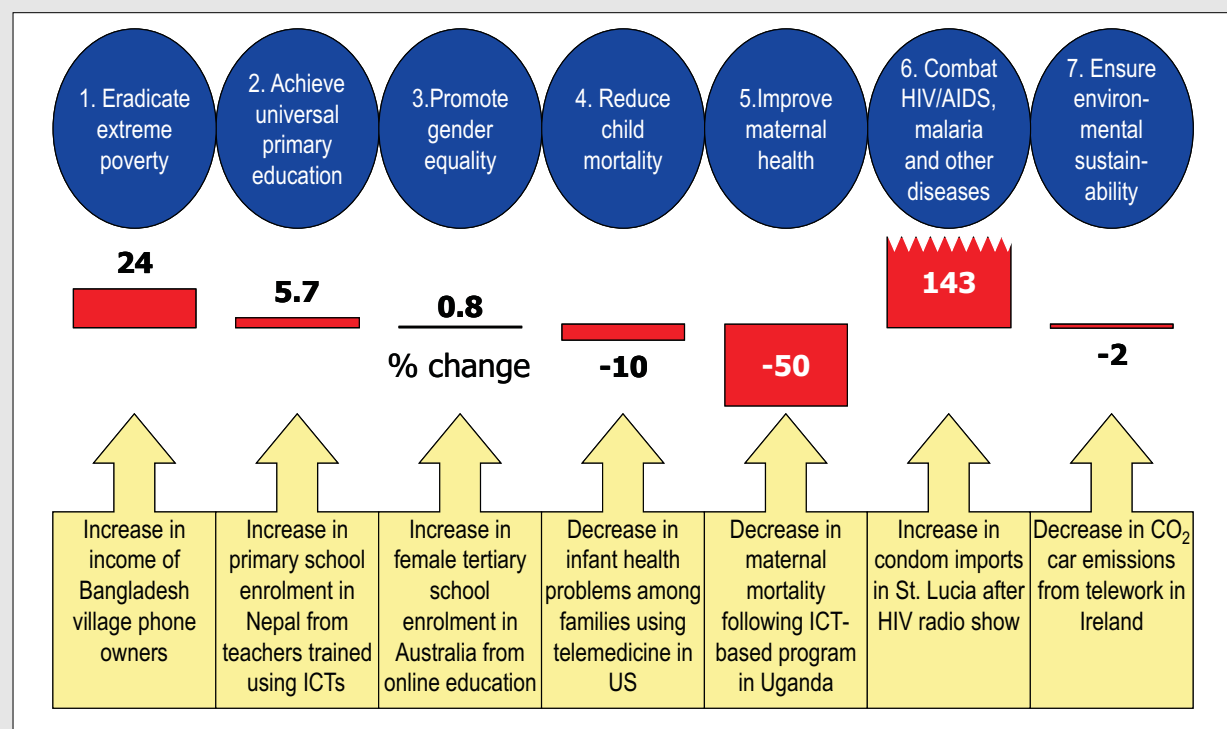 1. Eradicate
extreme
poverty
2. Achieve
universal
primary
education
3.Promote
gender
equality
4. Reduce
child
mortality
5.Improve
maternal
health
6. Combat
HIV/AIDS,
malaria
and other
diseases
7. Ensure
environ-
mental
sustain-
ability
24
5.7
0.8
% change
-10
-50
143
-2
Increase in
income of
Bangladesh
village phone
owners
Increase in
primary school
enrolment in
Nepal from
teachers trained
using ICTs
Increase in
female tertiary
school
enrolment in
Australia from
online education
Decrease in
infant health
problems among
families using
telemedicine in
US
Decrease in
maternal
mortality
following ICT-
based program
in Uganda
Increase in
condom imports
in St. Lucia after
HIV radio show
Decrease in CO2
car emissions
from telework in
Ireland